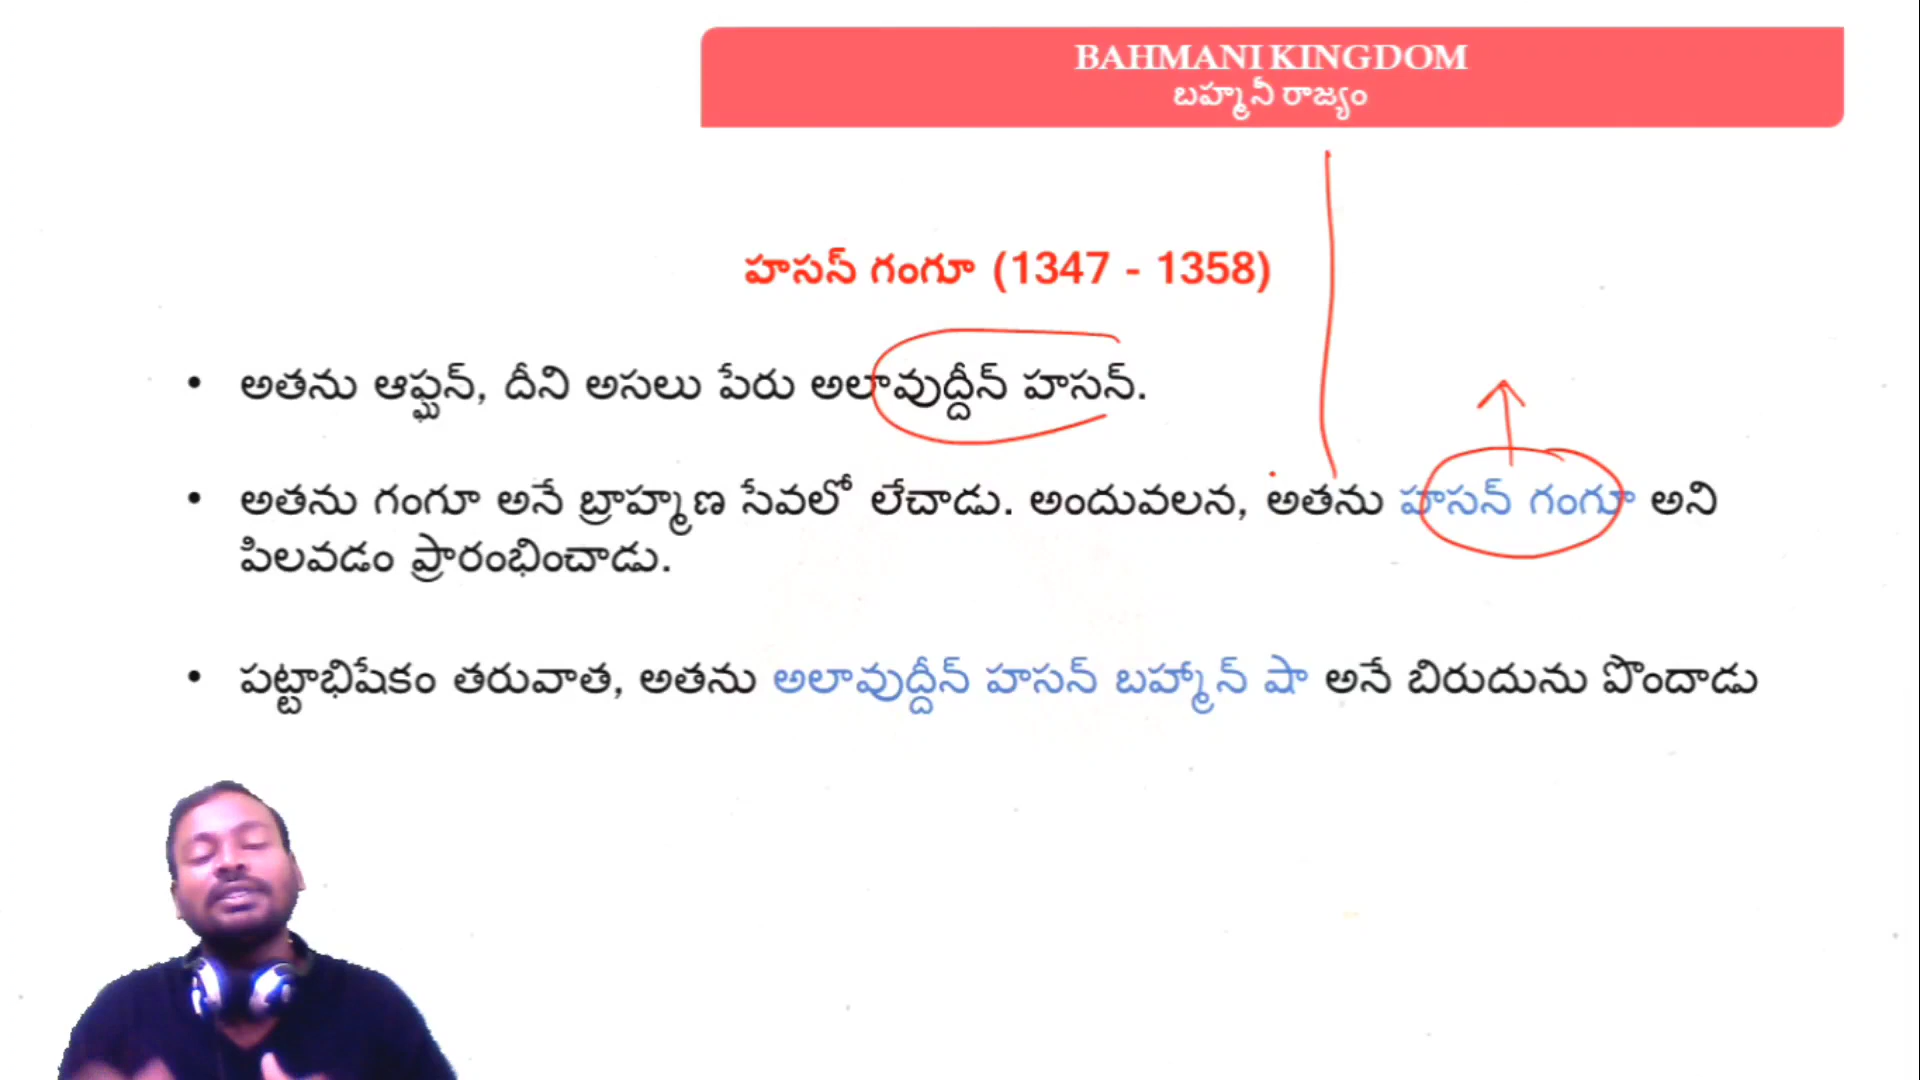 BAHMANI KINGDOM
బహ్మనీ రాజ్యం
హసన్ గంగూ (1347 - 1358)
• అతను ఆఫ్ఘన్, దీని అసలు పేరు అలావుద్దీన్ హసన్.
• అతను గంగూ అనే బ్రాహ్మణ సేవలో లేచాడు. అందువలన, అతను హసన్ గంగూ అని
పిలవడం ప్రారంభించాడు.
• పట్టాభిషేకం తరువాత, అతను అలావుద్దీన్ హసన్ బహ్మాన్ షా అనే బిరుదును పొందాడు